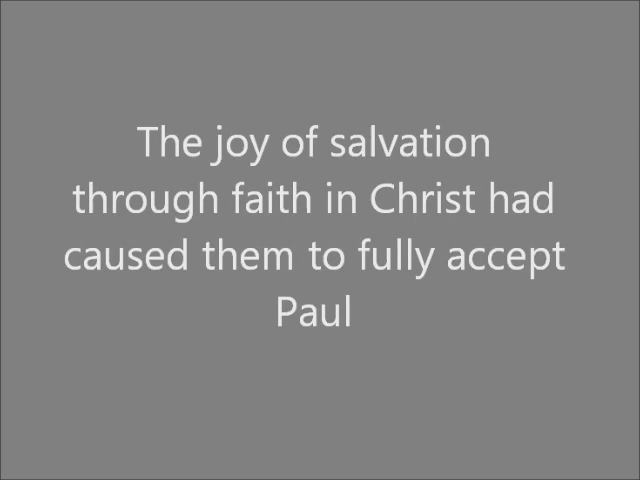 The joy of salvation
through faith in Christ had
caused them to fully accept
Paul